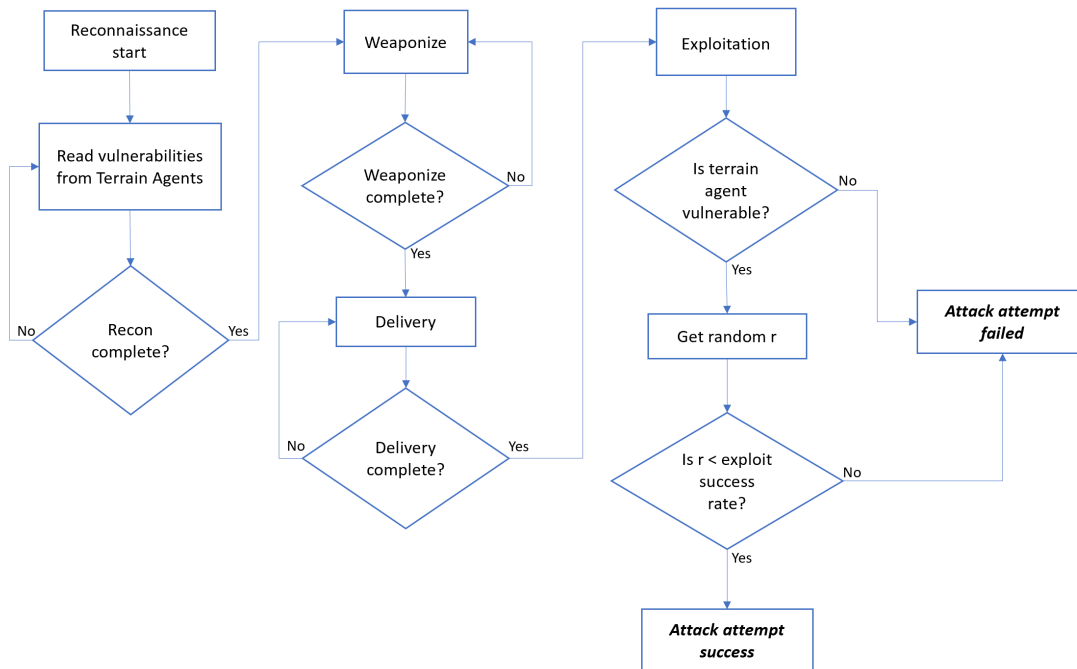 Reconnaissance
start
Read vulnerabilities
from Terrain Agents
No
Recon
complete?
Yes
Weaponize
Weaponize
complete?
No
Yes
Delivery
No
Delivery
complete?
Yes
Exploitation
Is terrain
agent
vulnerable?
No
Yes
Get random r
Attack attempt
failed
Is r < exploit
success
rate?
No
Yes
Attack attempt
success